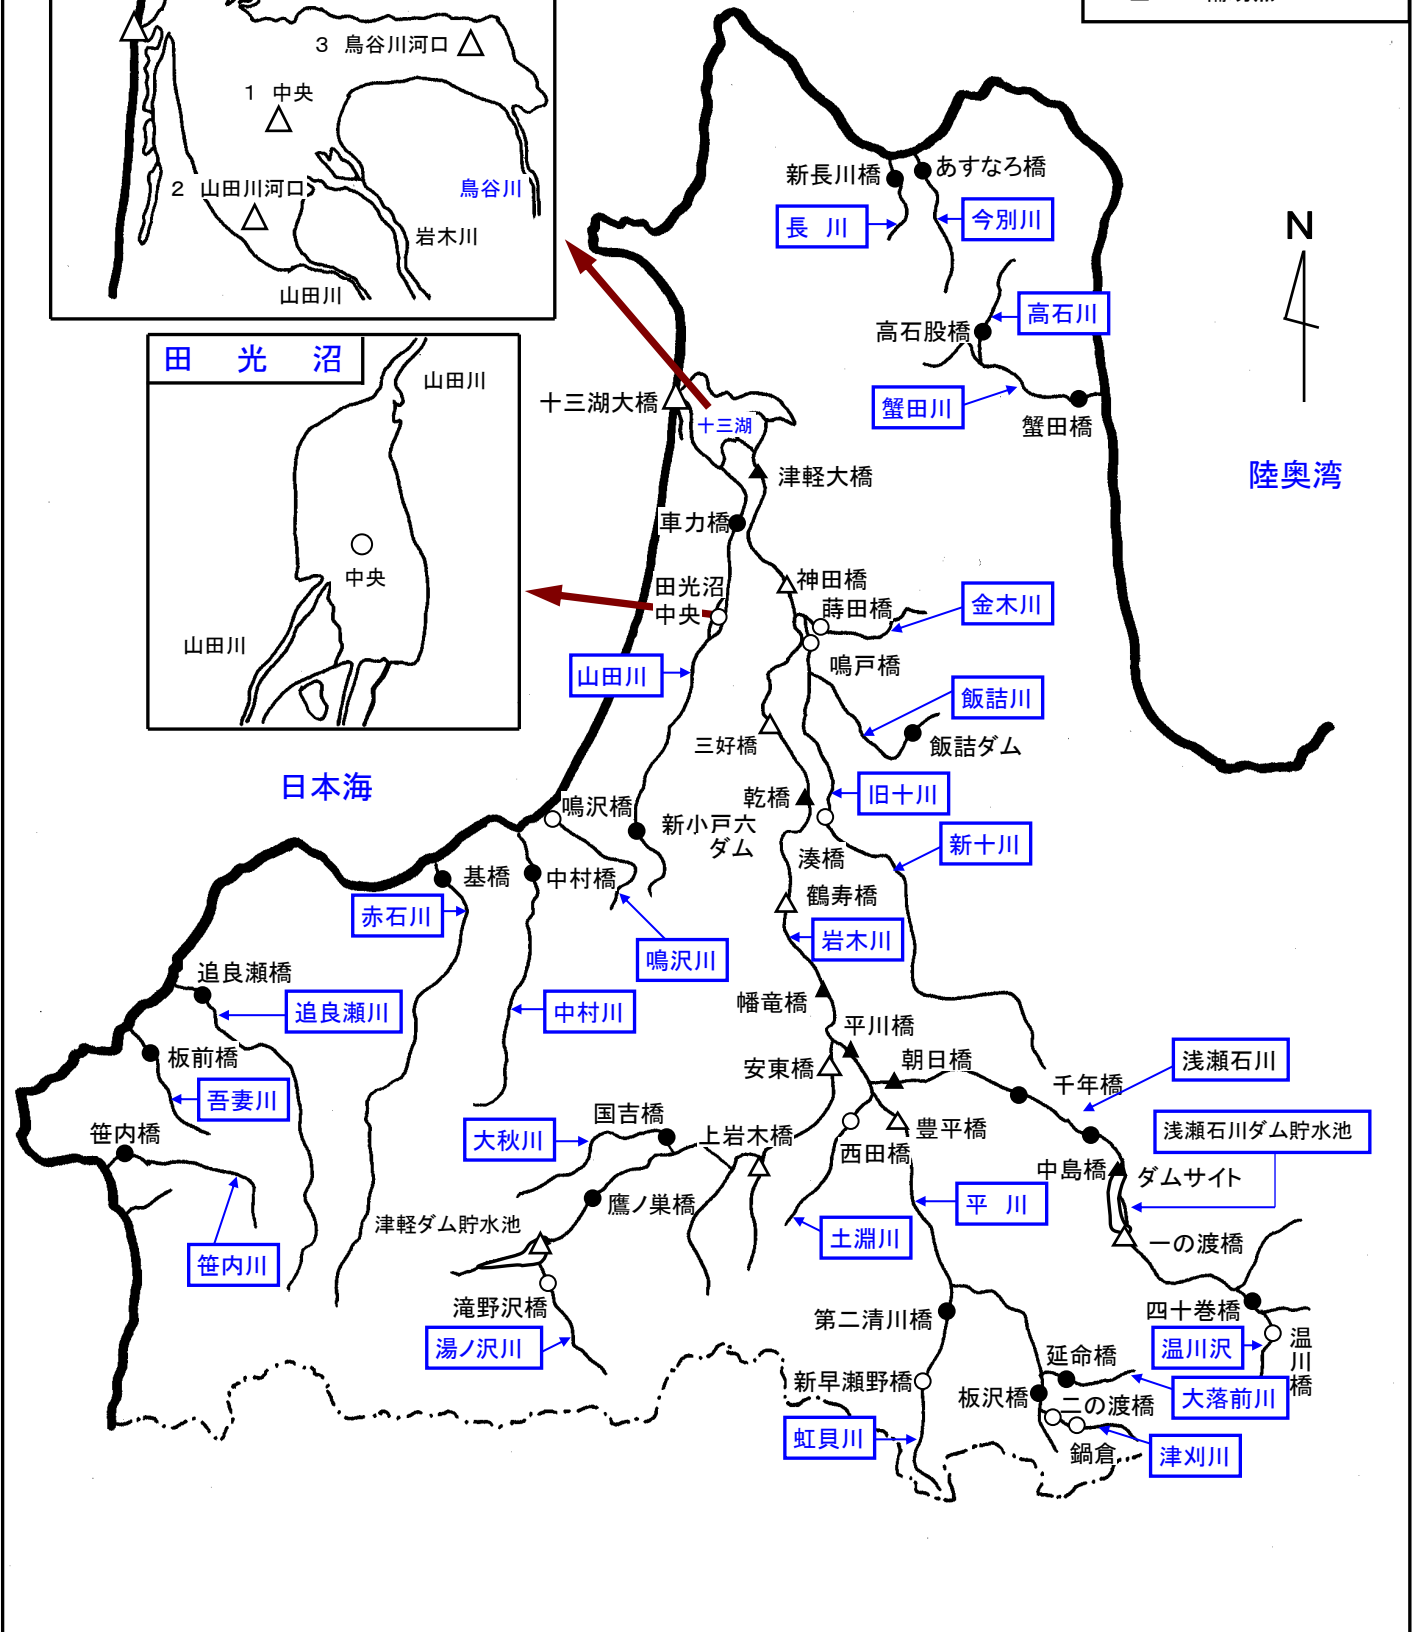 3 鳥谷川河口
1 中央
2 山田川河口
鳥谷川
岩木川
山田川
田 光 沼
山田川
中央
山田川
新長川橋
あすなろ橋
長 川
今別川
N
高石川
高石股橋
蟹田川
蟹田橋
陸奥湾
十三湖大橋
十三湖
津軽大橋
車力橋
田光沼
中央
神田橋
蒔田橋
金木川
鳴戸橋
山田川
飯詰川
三好橋
飯詰ダム
日本海
乾橋
旧十川
鳴沢橋
新小戸六
ダム
湊橋
新十川
基橋
中村橋
鶴寿橋
赤石川
岩木川
鳴沢川
追良瀬橋
追良瀬川
中村川
幡竜橋
平川橋
板前橋
安東橋
朝日橋
千年橋
浅瀬石川
吾妻川
国吉橋
笹内橋
大秋川
上岩木橋
豊平橋
浅瀬石川ダム貯水池
西田橋
中島橋
ダムサイト
鷹ノ巣橋
平 川
津軽ダム貯水池
土淵川
一の渡橋
笹内川
滝野沢橋
第二清川橋
四十巻橋
湯ノ沢川
温川沢
温川橋
延命橋
新早瀬野橋
板沢橋
大落前川
二の渡橋
虹貝川
鍋倉
津刈川